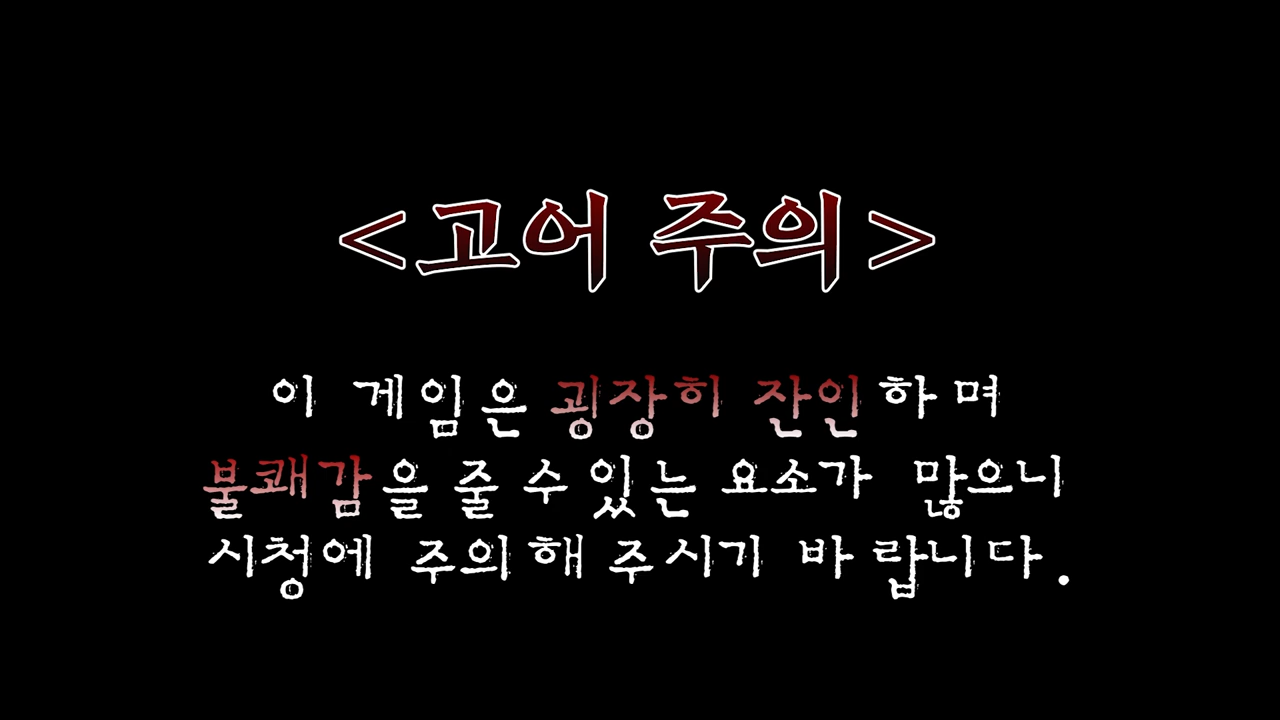 <고어 주의>
이 게임은 굉장히 잔인하며
불쾌감을 줄 수 있는 요소가 많으니
시청에 주의해 주시기 바랍니다.